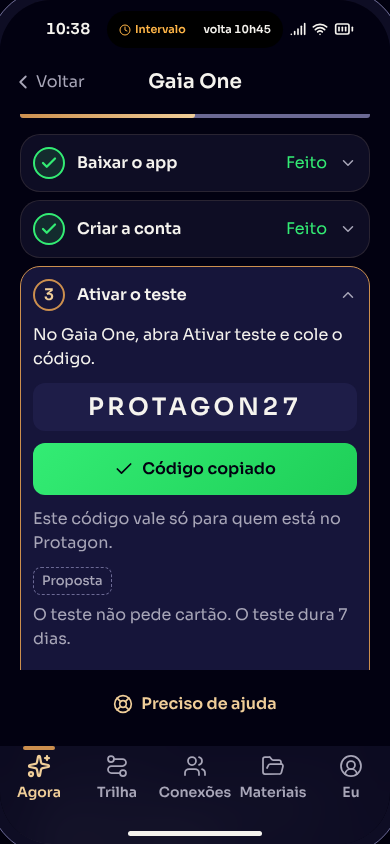 10:38
Intervalo volta 10h45
Voltar
Gaia One
Baixar o app Feito
Criar a conta Feito
3 Ativar o teste
No Gaia One, abra Ativar teste e cole o
código.
PROTAGON27
Código copiado
Este código vale só para quem está no
Protagon.
Proposta
O teste não pede cartão. O teste dura 7
dias.
Preciso de ajuda
Agora Trilha Conexões Materiais Eu